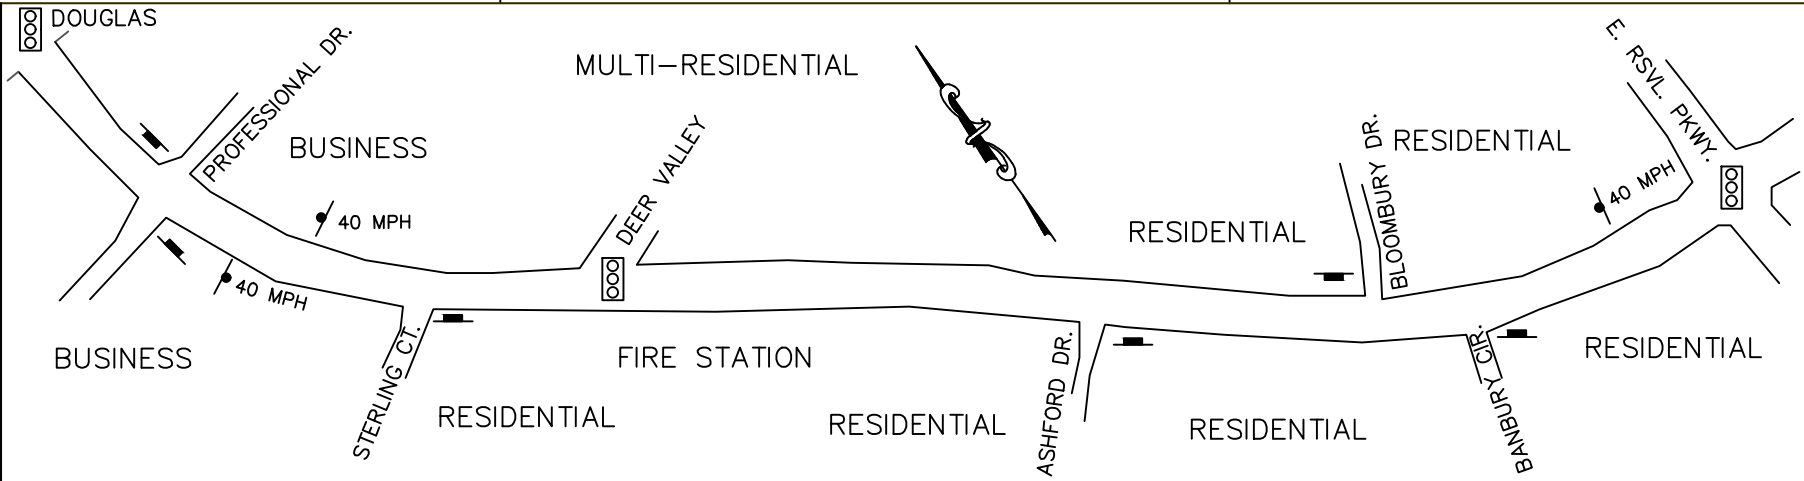 DOUGLAS
PROFESSIONAL DR.
MULTI-RESIDENTIAL
E. RSVL. PKWY.
BUSINESS
DEER VALLEY
BLOOMBURY DR.
RESIDENTIAL
40 MPH
40 MPH
RESIDENTIAL
40 MPH
BUSINESS
STERLING CT.
FIRE STATION
ASHFORD DR.
BANBURY CIR.
RESIDENTIAL
RESIDENTIAL
RESIDENTIAL
RESIDENTIAL